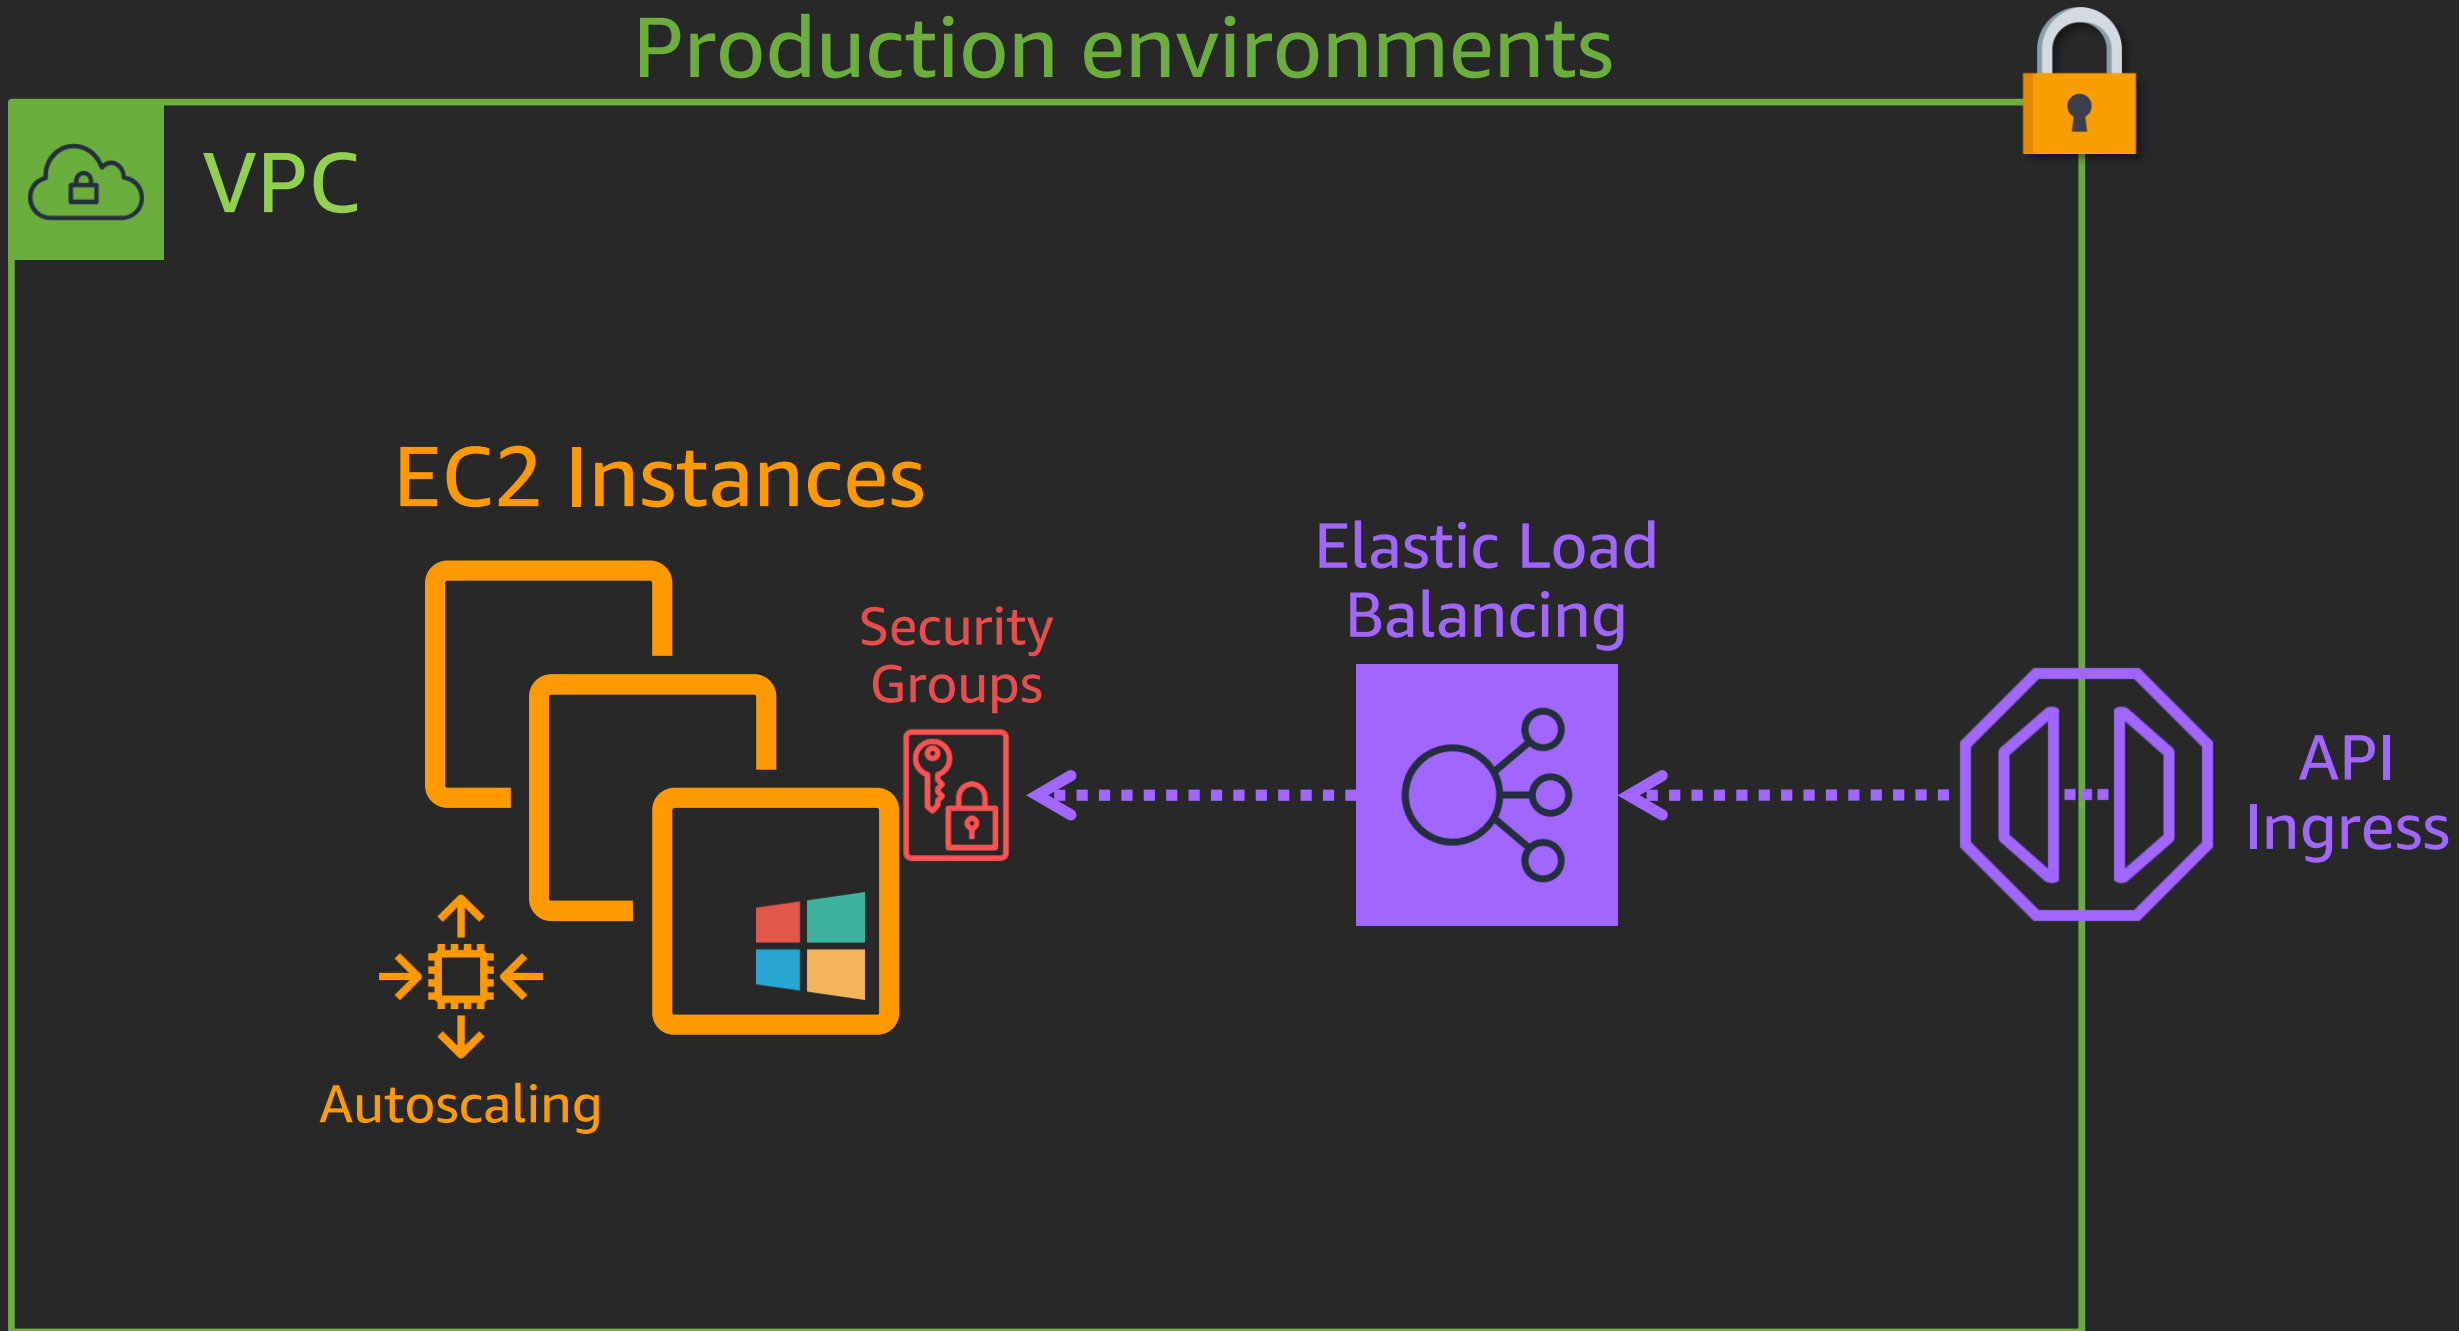 Production environments
VPC
EC2 Instances
Elastic Load
Balancing
Security
Groups
API
Ingress
Autoscaling